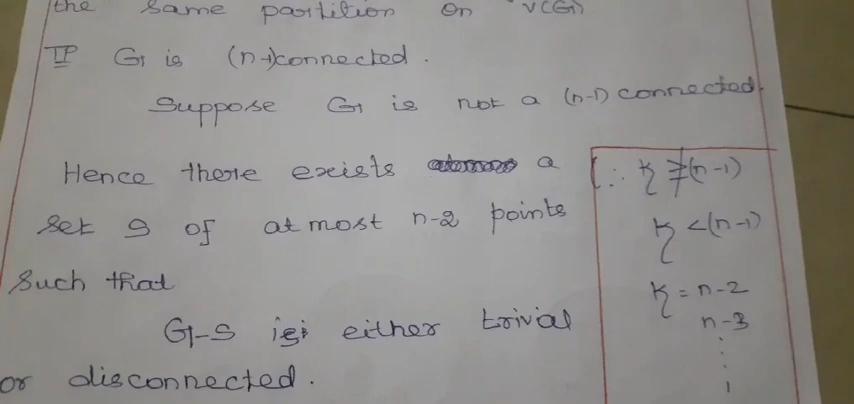 the same partition on V(G)
TP G is (n-1)connected.
Suppose G is not a (n-1) connected.
Hence there exists a
set S of at most n-2 points
such that
G-S is either trivial
or disconnected.
[∵ K ≱ (n-1)
K < (n-1)
K = n-2
n-3
⋮
1